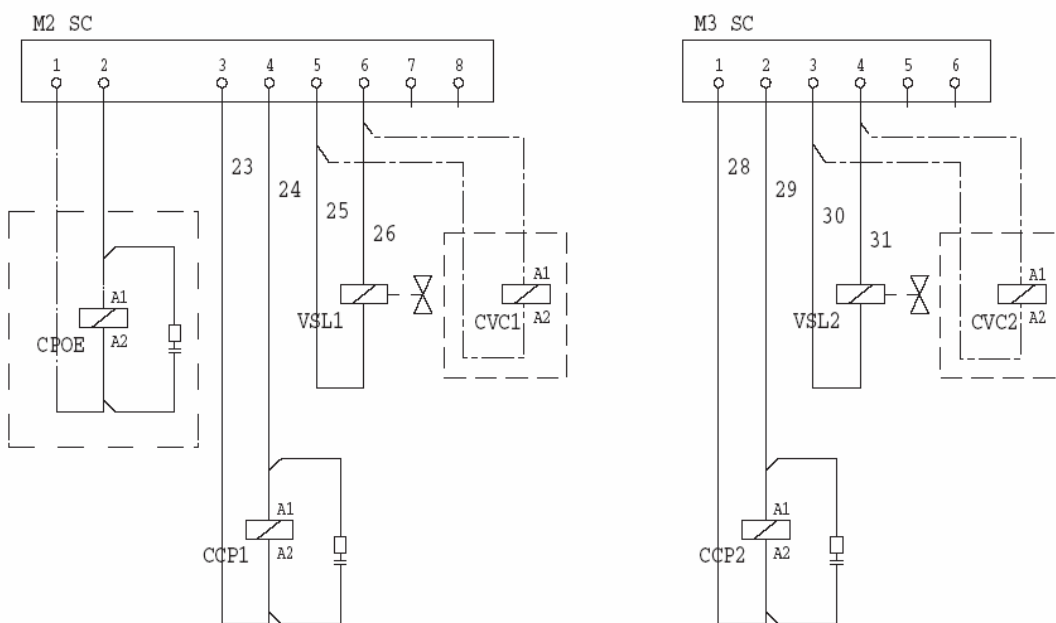 M2 SC
M3 SC
1 2 3 4 5 6 7 8
1 2 3 4 5 6
23
28
24
29
25
30
26
31
A1
A1
VSL1
CVC1
A2
VSL2
CVC2
A2
A1
CPOE
A2
A1
A1
CCP1
A2
CCP2
A2